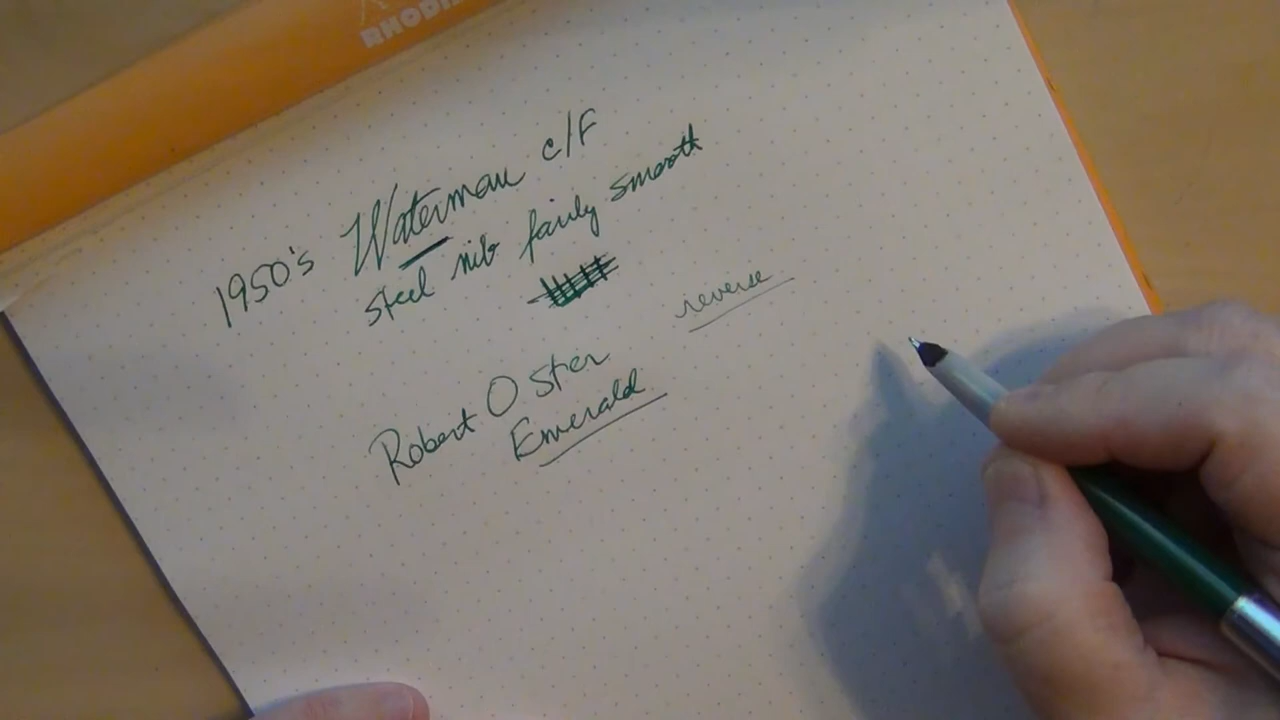 RHODIA
1950's Waterman c/F
steel nib fairly smooth
reverse
Robert Oster
Emerald